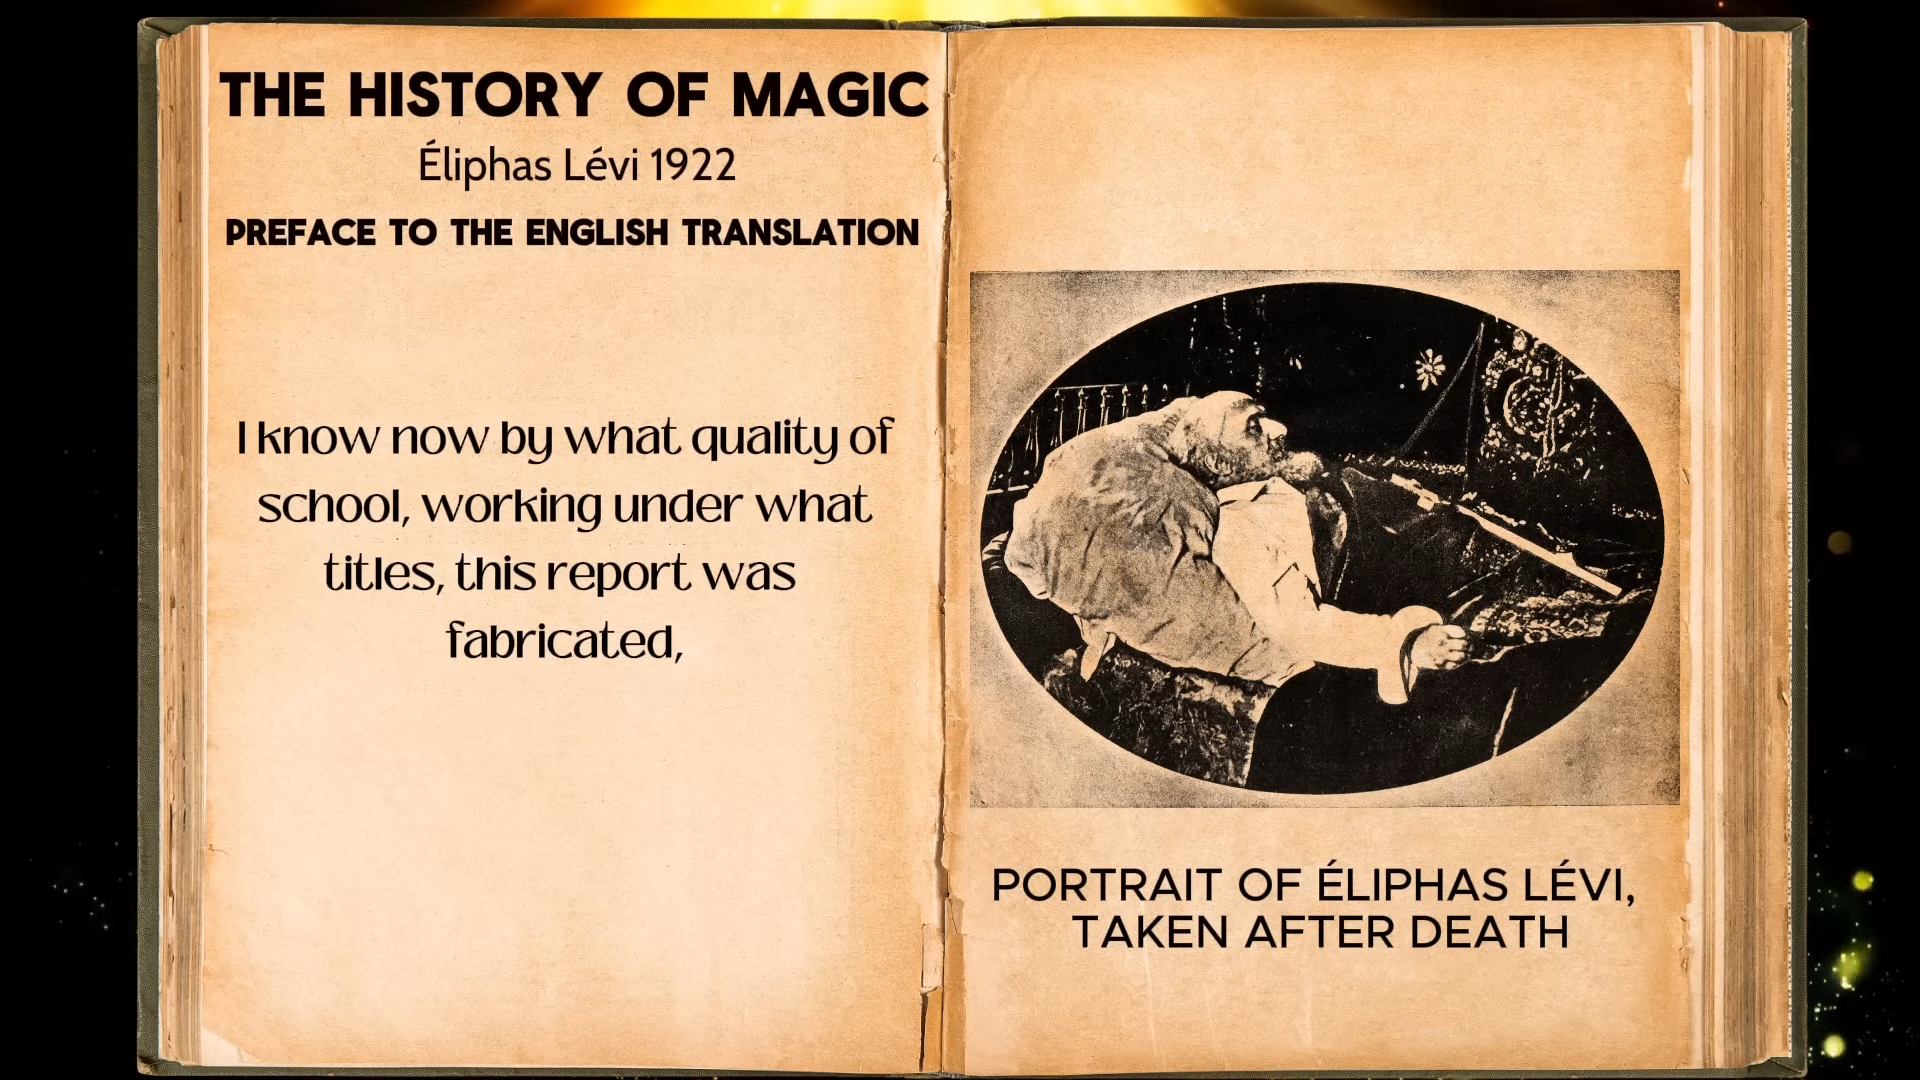 THE HISTORY OF MAGIC
Éliphas Lévi 1922
PREFACE TO THE ENGLISH TRANSLATION
I know now by what quality of
school, working under what
titles, this report was
fabricated,
PORTRAIT OF ÉLIPHAS LÉVI,
TAKEN AFTER DEATH